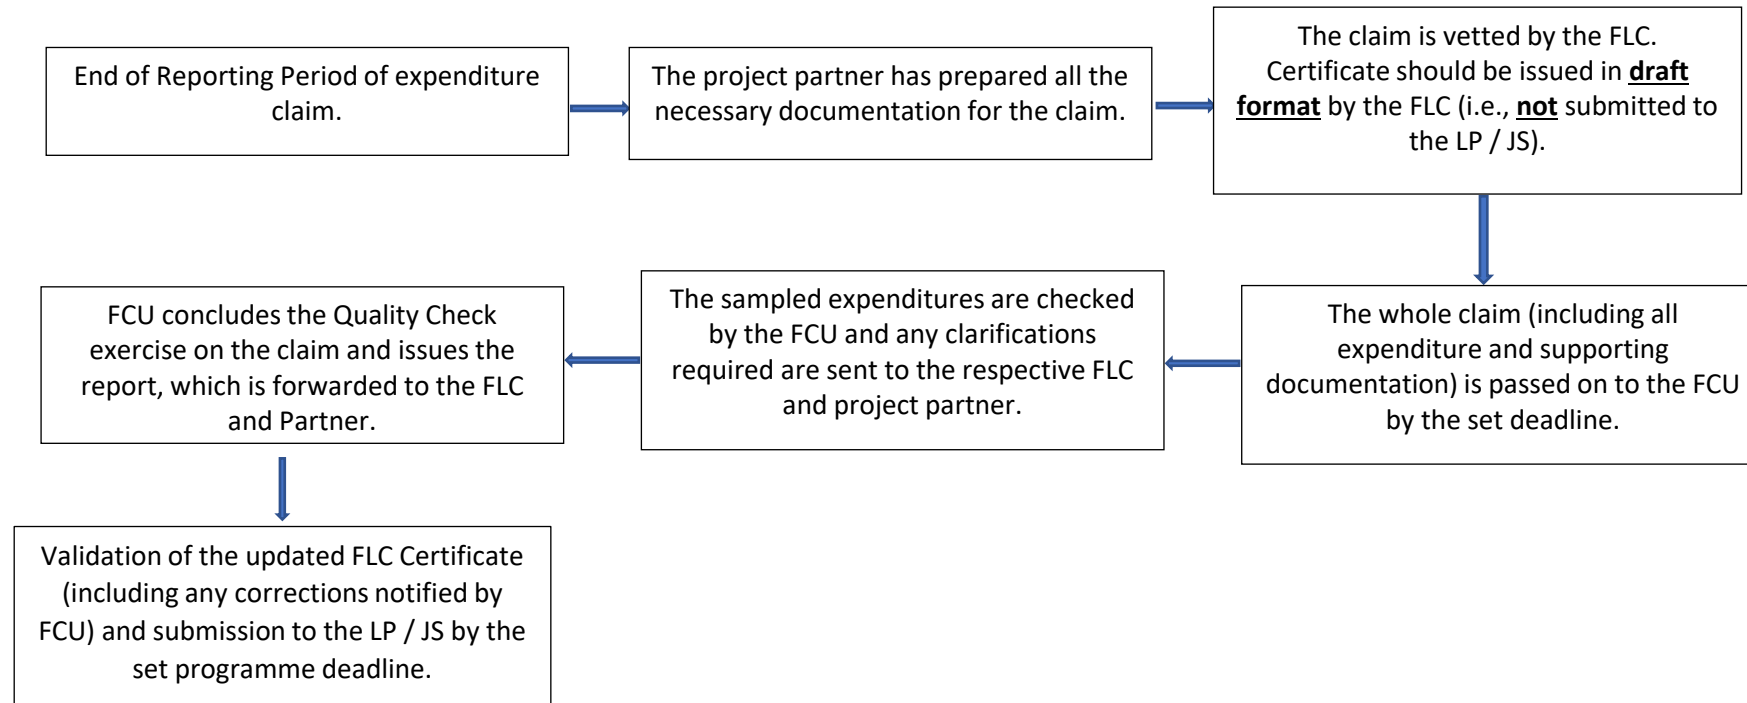 End of Reporting Period of expenditure
claim.
The project partner has prepared all the
necessary documentation for the claim.
The claim is vetted by the FLC.
Certificate should be issued in draft
format by the FLC (i.e., not submitted to
the LP / JS).
The whole claim (including all
expenditure and supporting
documentation) is passed on to the FCU
by the set deadline.
The sampled expenditures are checked
by the FCU and any clarifications
required are sent to the respective FLC
and project partner.
FCU concludes the Quality Check
exercise on the claim and issues the
report, which is forwarded to the FLC
and Partner.
Validation of the updated FLC Certificate
(including any corrections notified by
FCU) and submission to the LP / JS by the
set programme deadline.